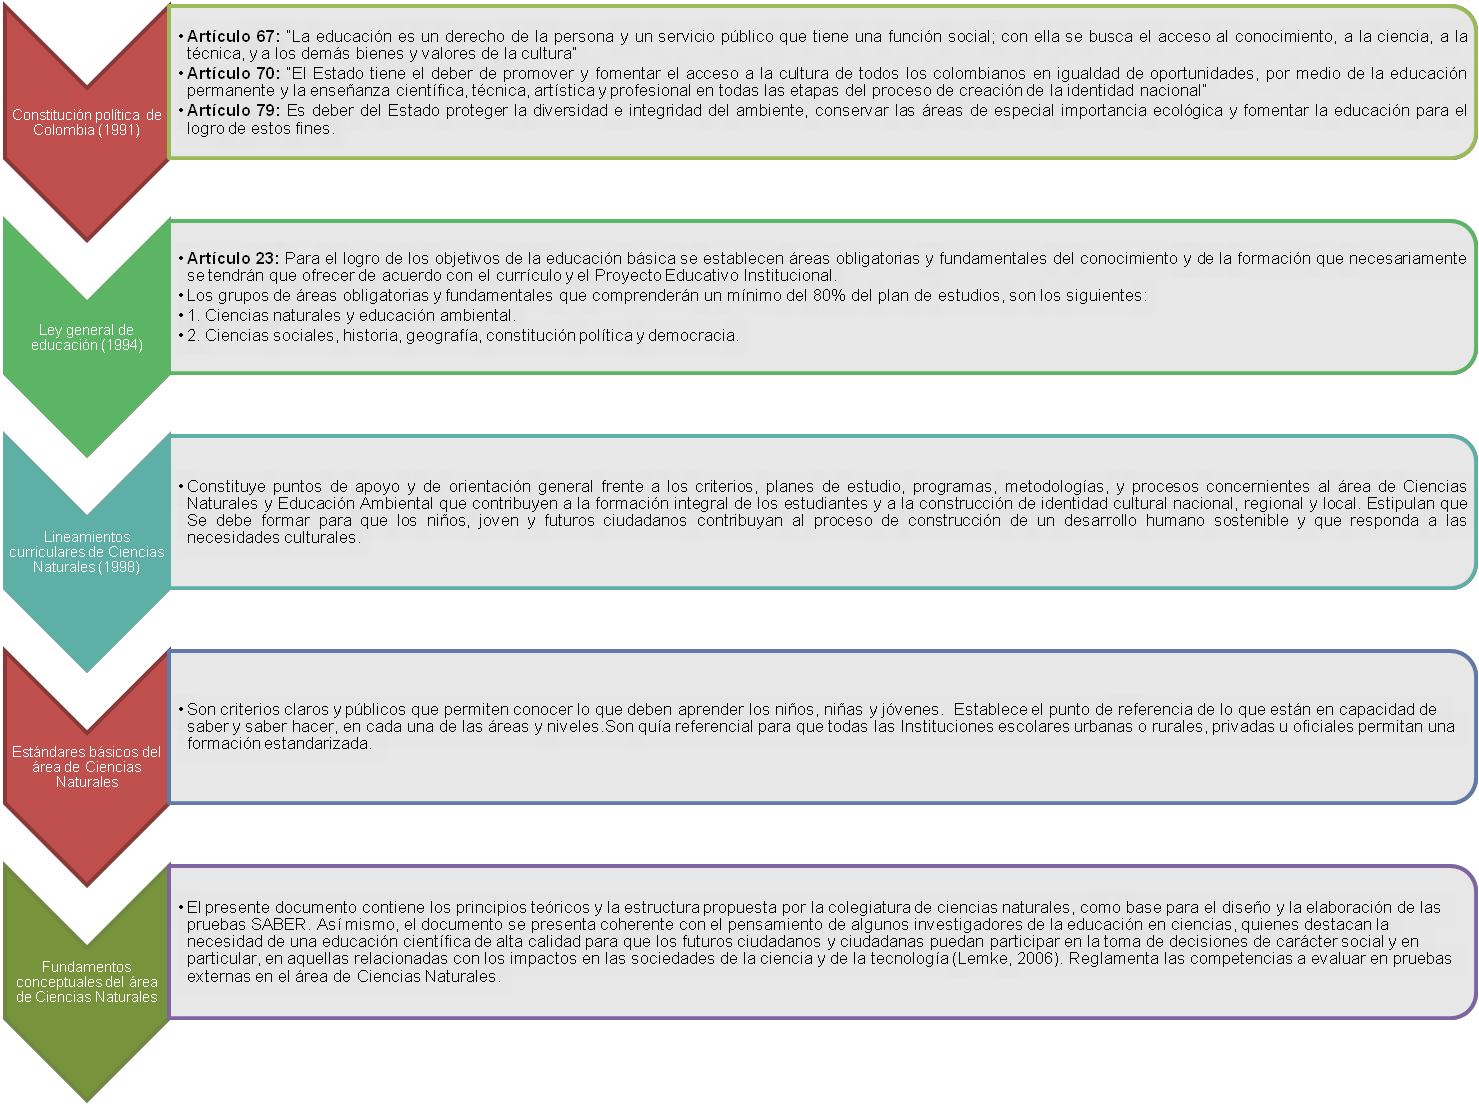 Constitución política de
Colombia (1991)
• Artículo 67: “La educación es un derecho de la persona y un servicio público que tiene una función social; con ella se busca el acceso al conocimiento, a la ciencia, a la
técnica, y a los demás bienes y valores de la cultura”
• Artículo 70: “El Estado tiene el deber de promover y fomentar el acceso a la cultura de todos los colombianos en igualdad de oportunidades, por medio de la educación
permanente y la enseñanza científica, técnica, artística y profesional en todas las etapas del proceso de creación de la identidad nacional”
• Artículo 79: Es deber del Estado proteger la diversidad e integridad del ambiente, conservar las áreas de especial importancia ecológica y fomentar la educación para el
logro de estos fines.
Ley general de
educación (1994)
• Artículo 23: Para el logro de los objetivos de la educación básica se establecen áreas obligatorias y fundamentales del conocimiento y de la formación que necesariamente
se tendrán que ofrecer de acuerdo con el currículo y el Proyecto Educativo Institucional.
• Los grupos de áreas obligatorias y fundamentales que comprenderán un mínimo del 80% del plan de estudios, son los siguientes:
• 1. Ciencias naturales y educación ambiental.
• 2. Ciencias sociales, historia, geografía, constitución política y democracia.
Lineamientos
curriculares de Ciencias
Naturales (1998)
• Constituye puntos de apoyo y de orientación general frente a los criterios, planes de estudio, programas, metodologías, y procesos concernientes al área de Ciencias
Naturales y Educación Ambiental que contribuyen a la formación integral de los estudiantes y a la construcción de identidad cultural nacional, regional y local. Estipulan que
Se debe formar para que los niños, joven y futuros ciudadanos contribuyan al proceso de construcción de un desarrollo humano sostenible y que responda a las
necesidades culturales.
Estándares básicos del
área de Ciencias
Naturales
• Son criterios claros y públicos que permiten conocer lo que deben aprender los niños, niñas y jóvenes. Establece el punto de referencia de lo que están en capacidad de
saber y saber hacer, en cada una de las áreas y niveles.Son guía referencial para que todas las Instituciones escolares urbanas o rurales, privadas u oficiales permitan una
formación estandarizada.
Fundamentos
conceptuales del área
de Ciencias Naturales
• El presente documento contiene los principios teóricos y la estructura propuesta por la colegiatura de ciencias naturales, como base para el diseño y la elaboración de las
pruebas SABER. Así mismo, el documento se presenta coherente con el pensamiento de algunos investigadores de la educación en ciencias, quienes destacan la
necesidad de una educación científica de alta calidad para que los futuros ciudadanos y ciudadanas puedan participar en la toma de decisiones de carácter social y en
particular, en aquellas relacionadas con los impactos en las sociedades de la ciencia y de la tecnología (Lemke, 2006). Reglamenta las competencias a evaluar en pruebas
externas en el área de Ciencias Naturales.